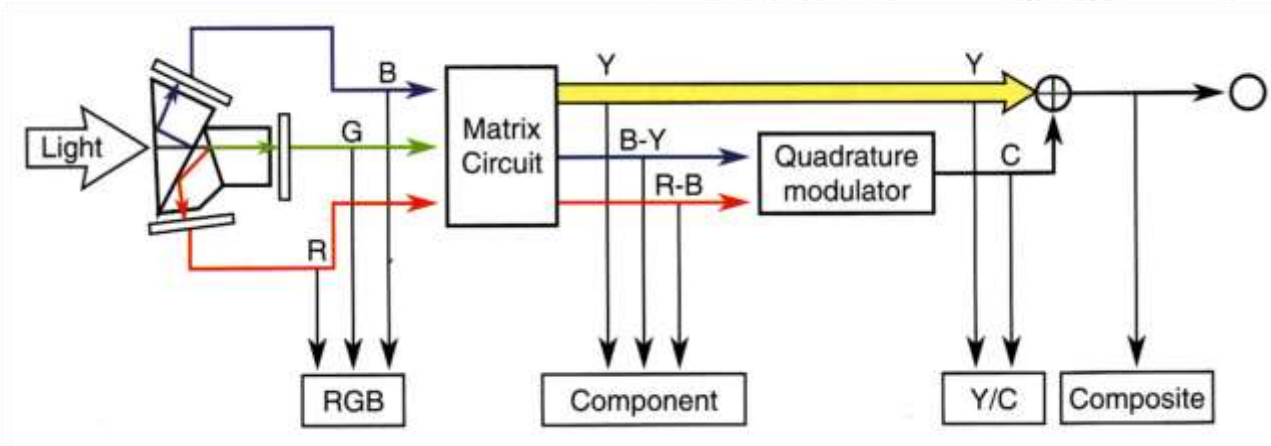 B
Y
Y
G
Light
Matrix
Circuit
B-Y
Quadrature
modulator
C
R-B
R
RGB
Component
Y/C
Composite